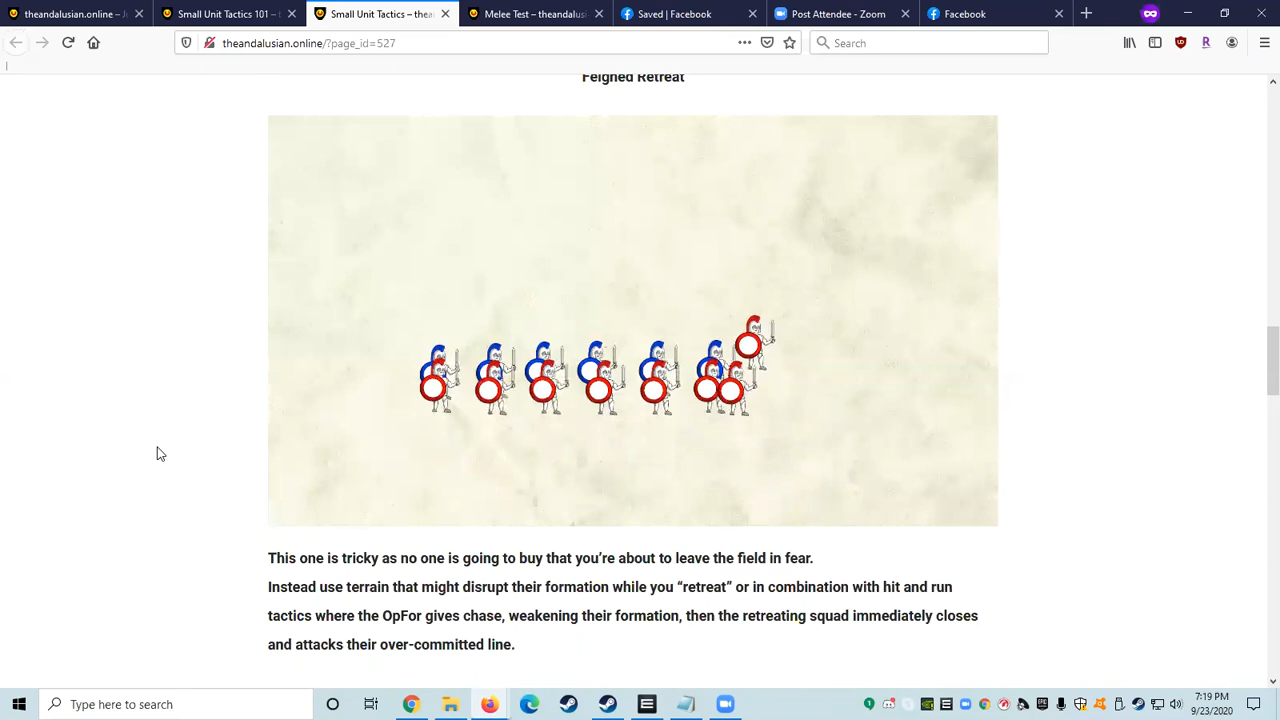 theandalusian.online – Jo
Small Unit Tactics 101 – t
Small Unit Tactics – thea
Melee Test – theandalusi
Saved | Facebook
Post Attendee - Zoom
Facebook
theandalusian.online/?page_id=527
Search
Feigned Retreat
This one is tricky as no one is going to buy that you’re about to leave the field in fear.
Instead use terrain that might disrupt their formation while you “retreat” or in combination with hit and run
tactics where the OpFor gives chase, weakening their formation, then the retreating squad immediately closes
and attacks their over-committed line.
Type here to search
7:19 PM
9/23/2020